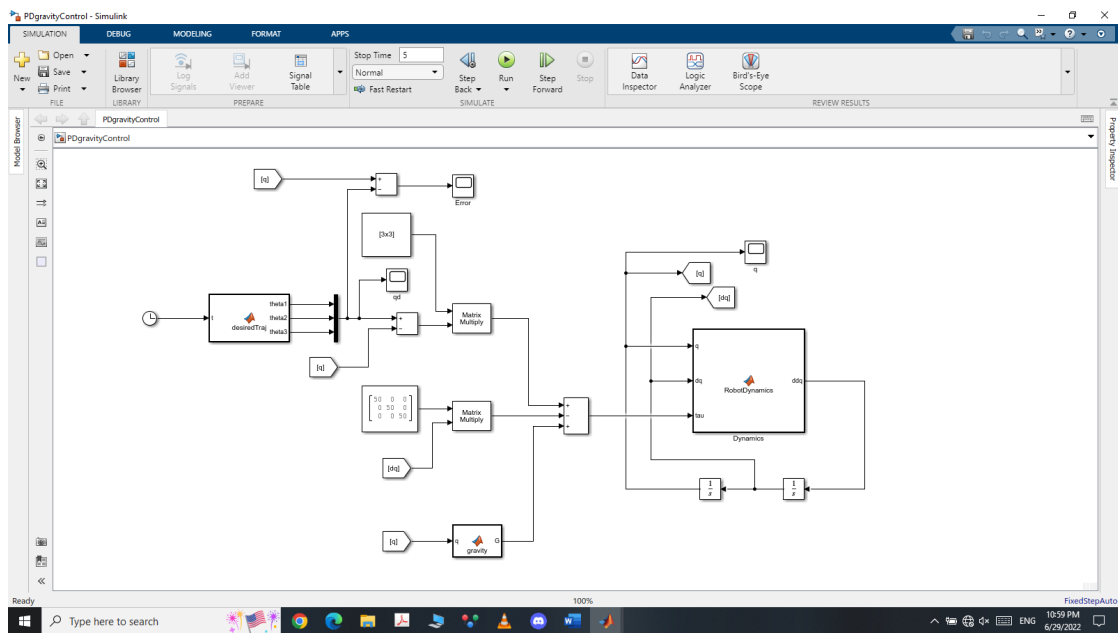 PDgravityControl - Simulink
SIMULATION DEBUG MODELING FORMAT APPS
New
Open
Save
Print
FILE
Library Browser
LIBRARY
Log Signals
Add Viewer
Signal Table
PREPARE
Stop Time 5
Normal
Fast Restart
Step Back
Run
Step Forward
Stop
SIMULATE
Data Inspector
Logic Analyzer
Bird's-Eye Scope
REVIEW RESULTS
Model Browser
PDgravityControl
PDgravityControl
Property Inspector
[q]
+
−
Error
[3x3]
qd
t
desiredTraj
theta1
theta2
theta3
+
−
Matrix Multiply
[q]
50 0 0
0 50 0
0 0 50
Matrix Multiply
[dq]
+
−
+
[q]
q
gravity
G
q
[q]
[dq]
q
dq
tau
RobotDynamics
ddq
Dynamics
1
s
1
s
Ready
100%
FixedStepAuto
Type here to search
ENG
10:59 PM
6/29/2022